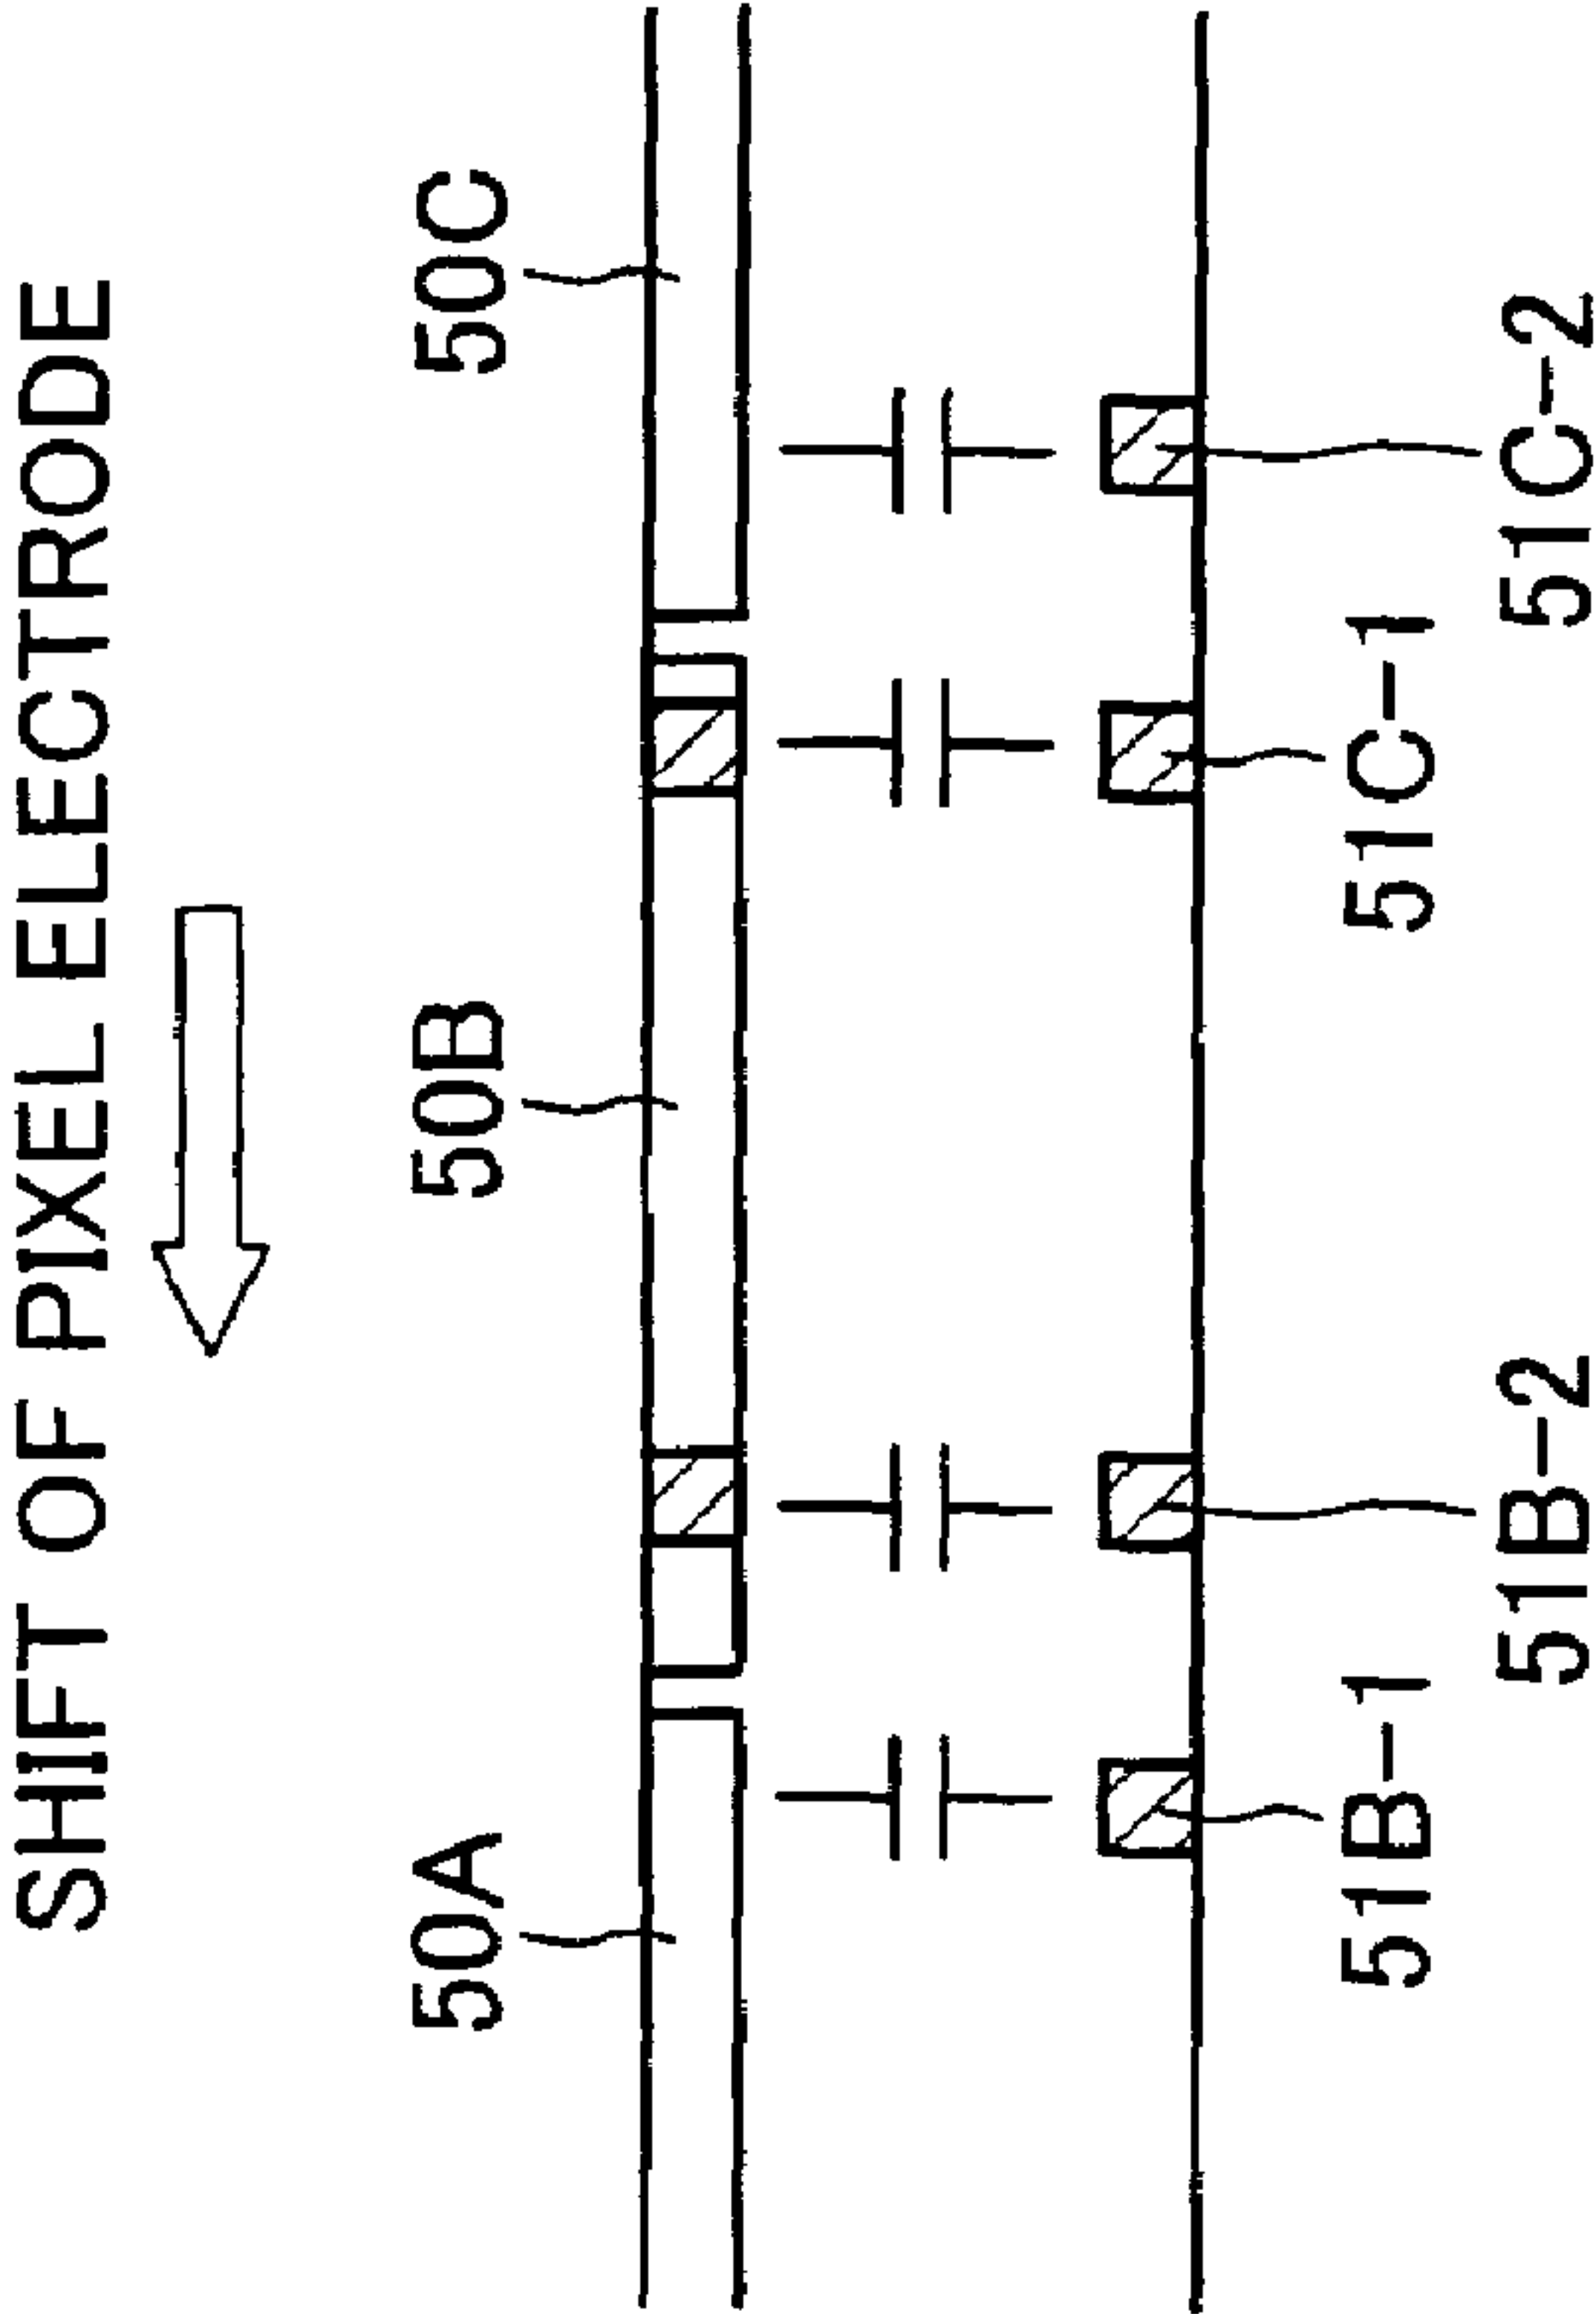 SHIFT OF PIXEL ELECTRODE
50A
50B
50C
51B-1
51C-1
51B-2
51C-2